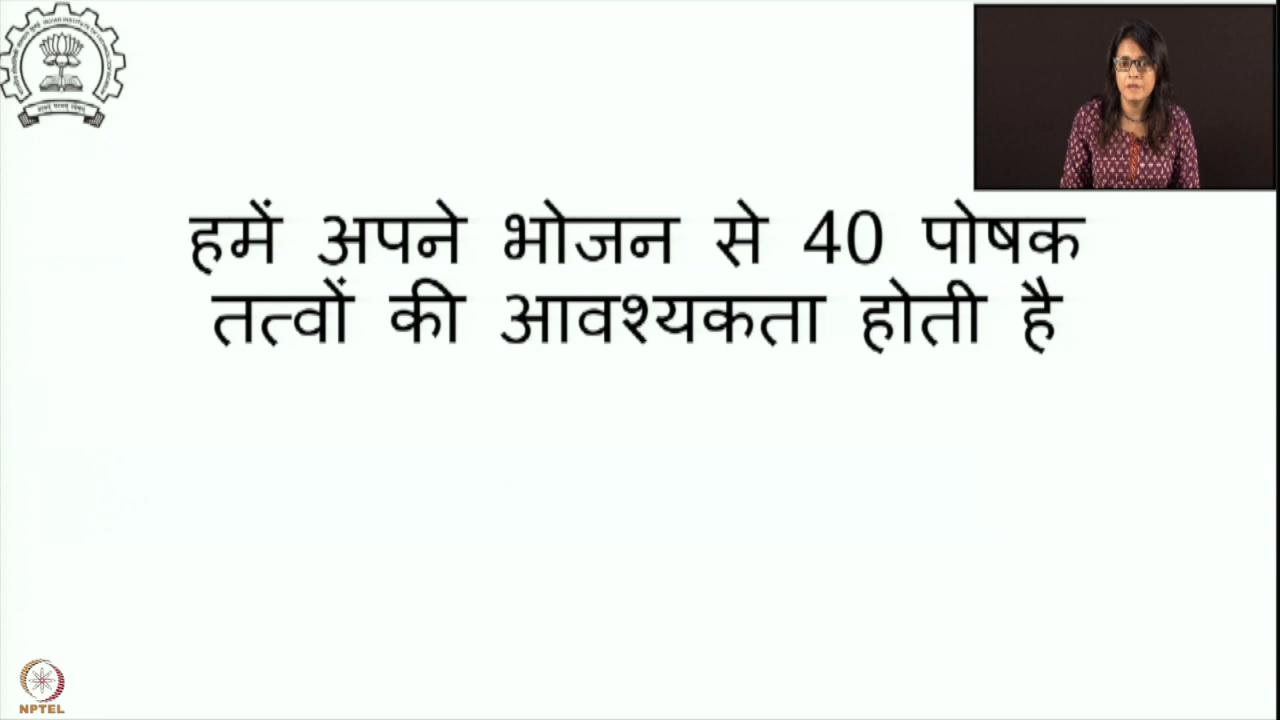 हमें अपने भोजन से 40 पोषक
तत्वों की आवश्यकता होती है
NPTEL